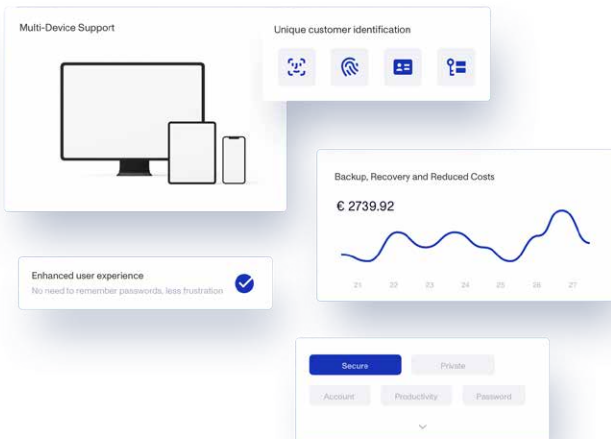 Multi-Device Support
Unique customer identification
Backup, Recovery and Reduced Costs
€ 2739.92
21 22 23 24 25 26 27
Enhanced user experience
No need to remember passwords, less frustration
Secure Private
Account Productivity Password